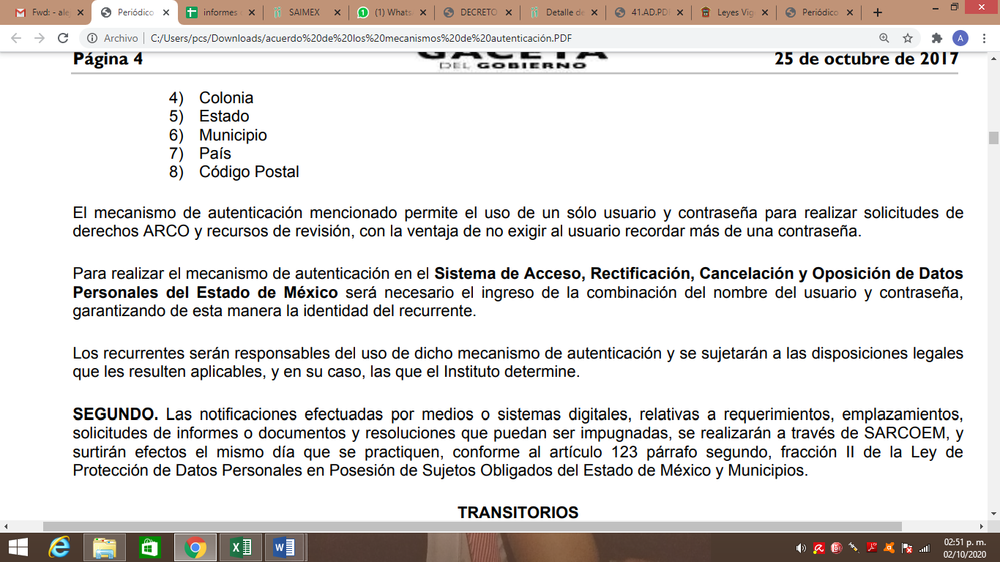 Fwd: - ale
Periódico
informes
SAIMEX
(1) Whats
DECRETO
Detalle de
41.AD.PD
Leyes Vig
Periódico
Archivo | C:/Users/pcs/Downloads/acuerdo%20de%20los%20mecanismos%20de%20autenticación.PDF
A
Página 4
GACETA
DEL GOBIERNO
25 de octubre de 2017
4) Colonia
5) Estado
6) Municipio
7) País
8) Código Postal
El mecanismo de autenticación mencionado permite el uso de un sólo usuario y contraseña para realizar solicitudes de
derechos ARCO y recursos de revisión, con la ventaja de no exigir al usuario recordar más de una contraseña.
Para realizar el mecanismo de autenticación en el Sistema de Acceso, Rectificación, Cancelación y Oposición de Datos
Personales del Estado de México será necesario el ingreso de la combinación del nombre del usuario y contraseña,
garantizando de esta manera la identidad del recurrente.
Los recurrentes serán responsables del uso de dicho mecanismo de autenticación y se sujetarán a las disposiciones legales
que les resulten aplicables, y en su caso, las que el Instituto determine.
SEGUNDO. Las notificaciones efectuadas por medios o sistemas digitales, relativas a requerimientos, emplazamientos,
solicitudes de informes o documentos y resoluciones que puedan ser impugnadas, se realizarán a través de SARCOEM, y
surtirán efectos el mismo día que se practiquen, conforme al artículo 123 párrafo segundo, fracción II de la Ley de
Protección de Datos Personales en Posesión de Sujetos Obligados del Estado de México y Municipios.
TRANSITORIOS
02:51 p. m.
02/10/2020